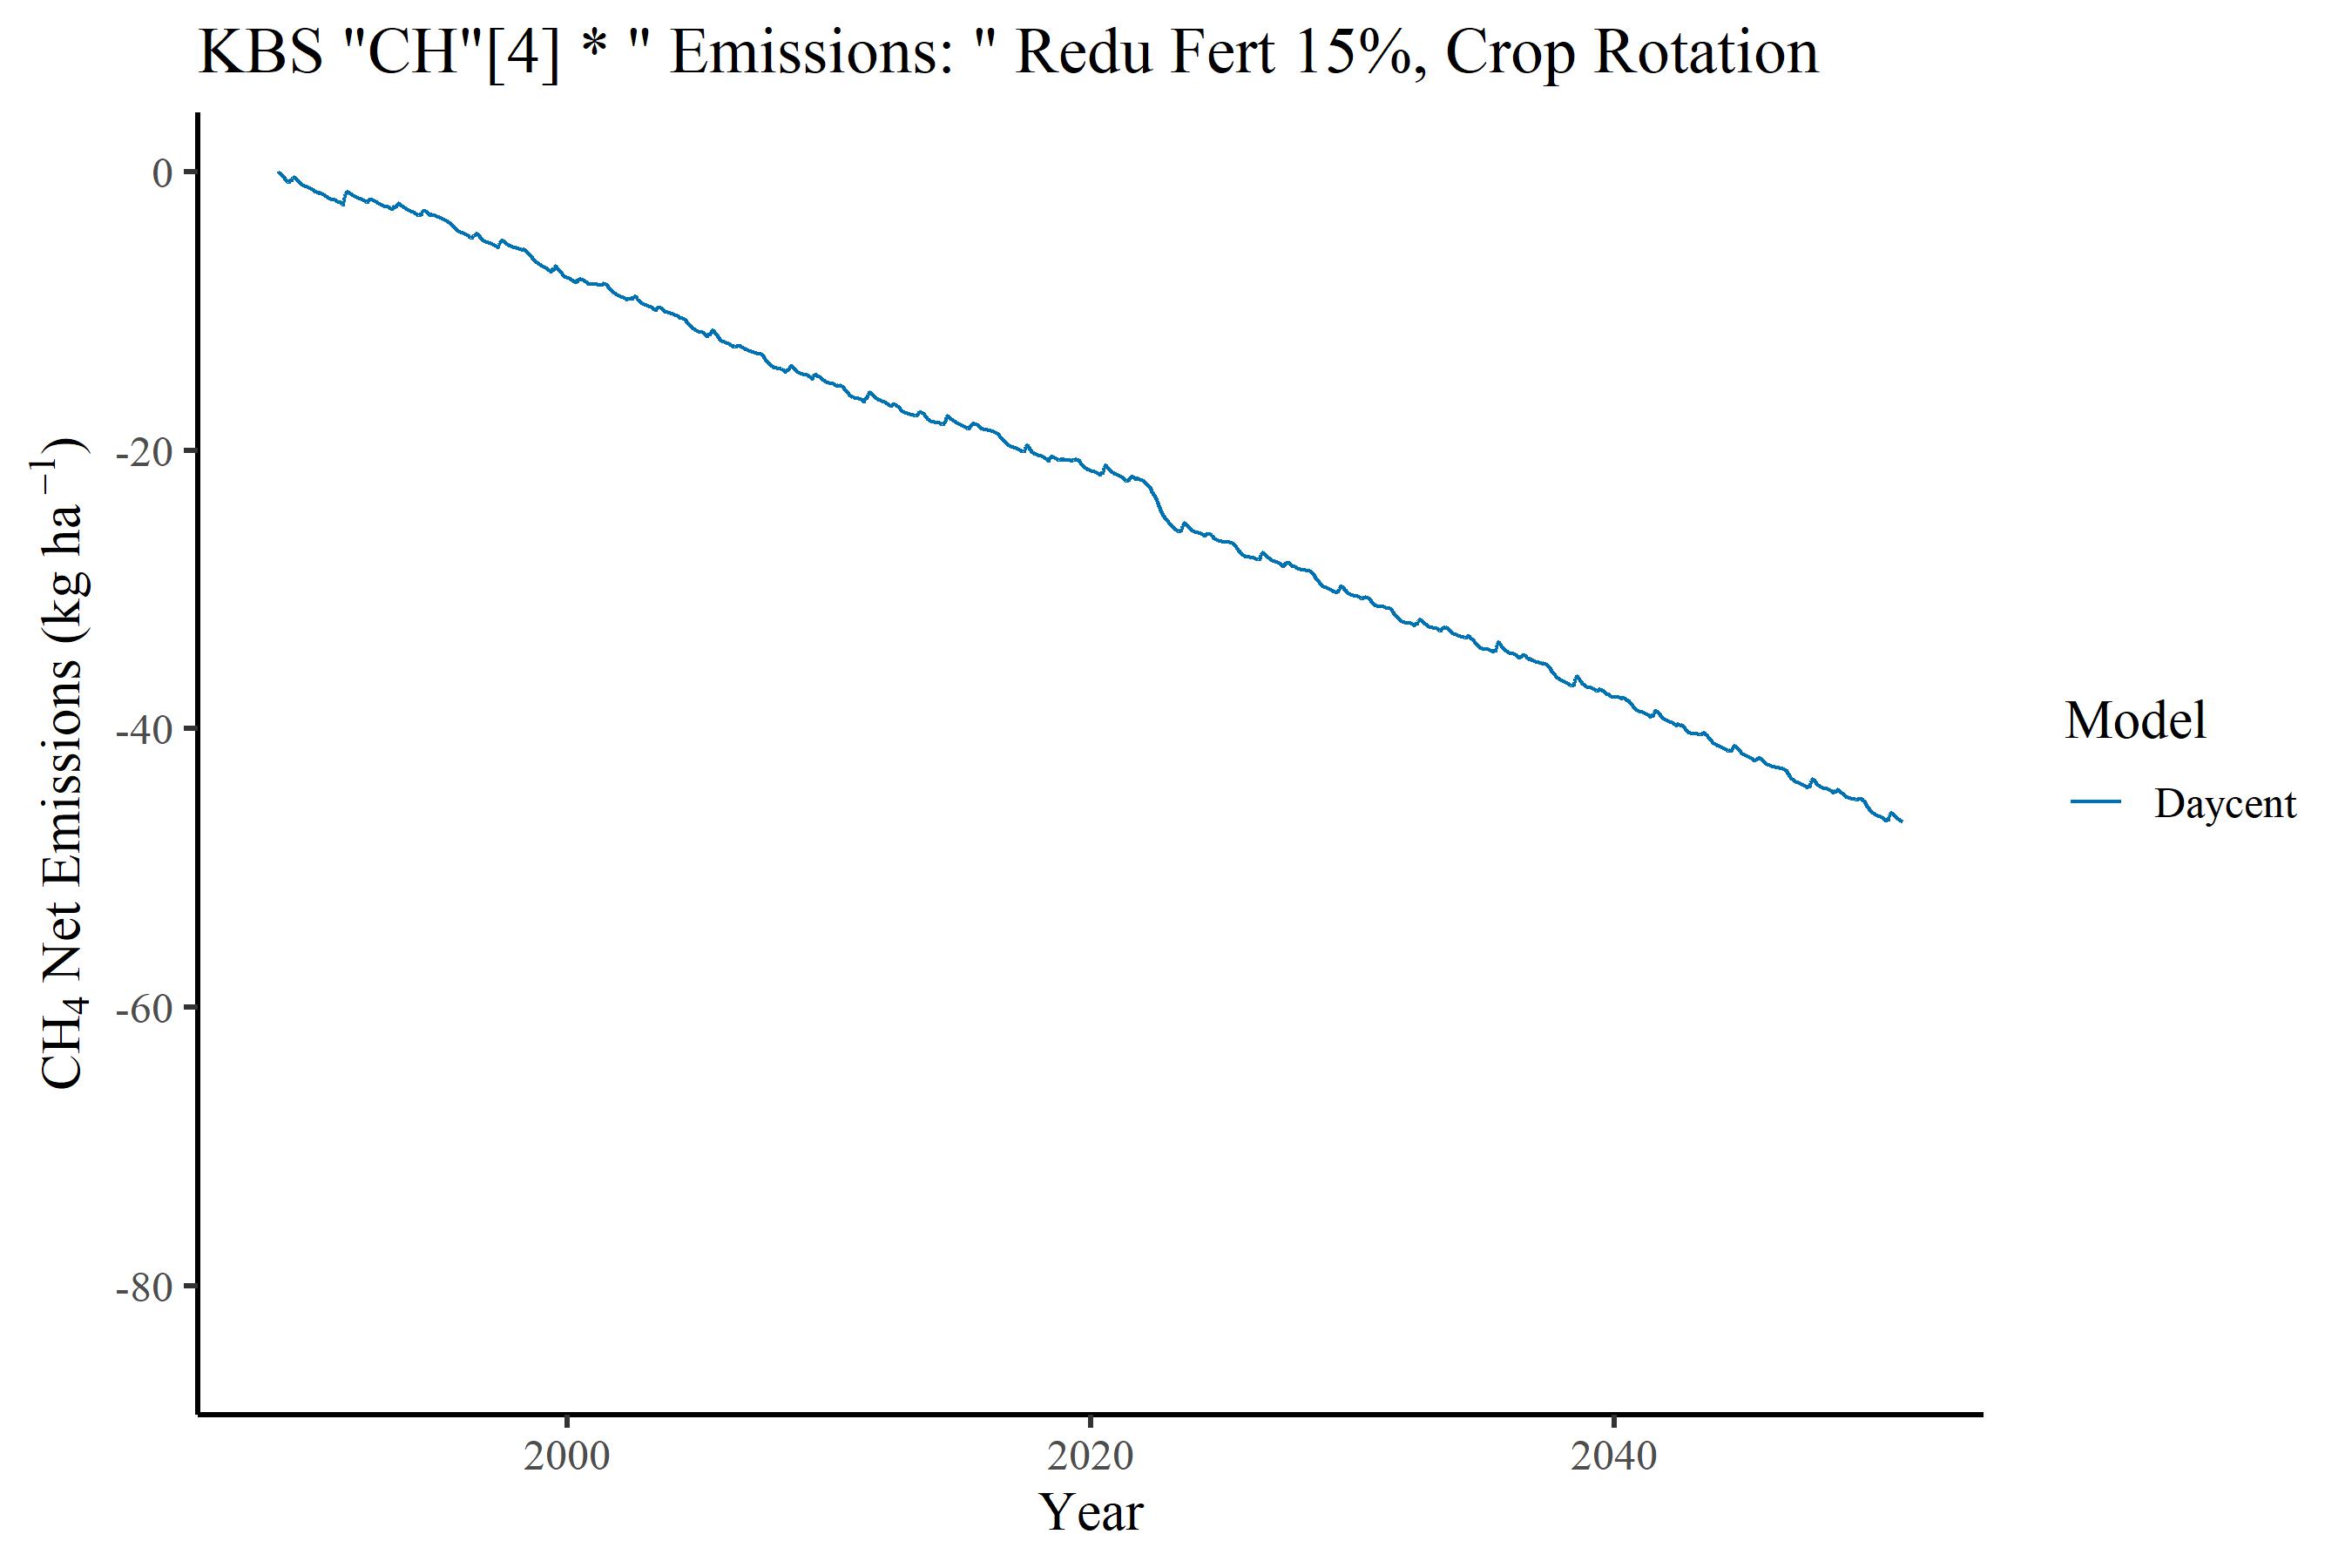 KBS "CH"[4] * " Emissions: " Redu Fert 15%, Crop Rotation
CH₄ Net Emissions (kg ha ⁻¹)
0
-20
-40
-60
-80
2000 2020 2040
Year
Model
Daycent